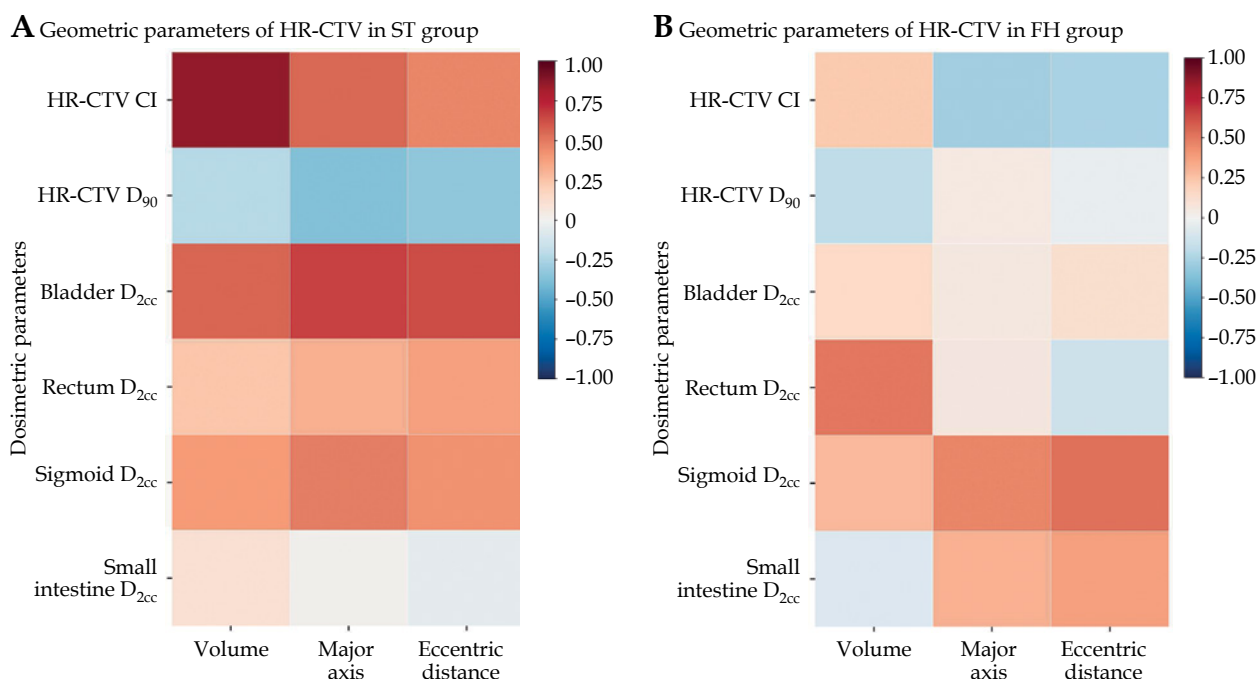 A Geometric parameters of HR-CTV in ST group
HR-CTV CI
HR-CTV D90
Bladder D2cc
Rectum D2cc
Sigmoid D2cc
Small
intestine D2cc
Dosimetric parameters
Volume
Major
axis
Eccentric
distance
1.00
0.75
0.50
0.25
0
–0.25
–0.50
–0.75
–1.00
B Geometric parameters of HR-CTV in FH group
HR-CTV CI
HR-CTV D90
Bladder D2cc
Rectum D2cc
Sigmoid D2cc
Small
intestine D2cc
Dosimetric parameters
Volume
Major
axis
Eccentric
distance
1.00
0.75
0.50
0.25
0
–0.25
–0.50
–0.75
–1.00